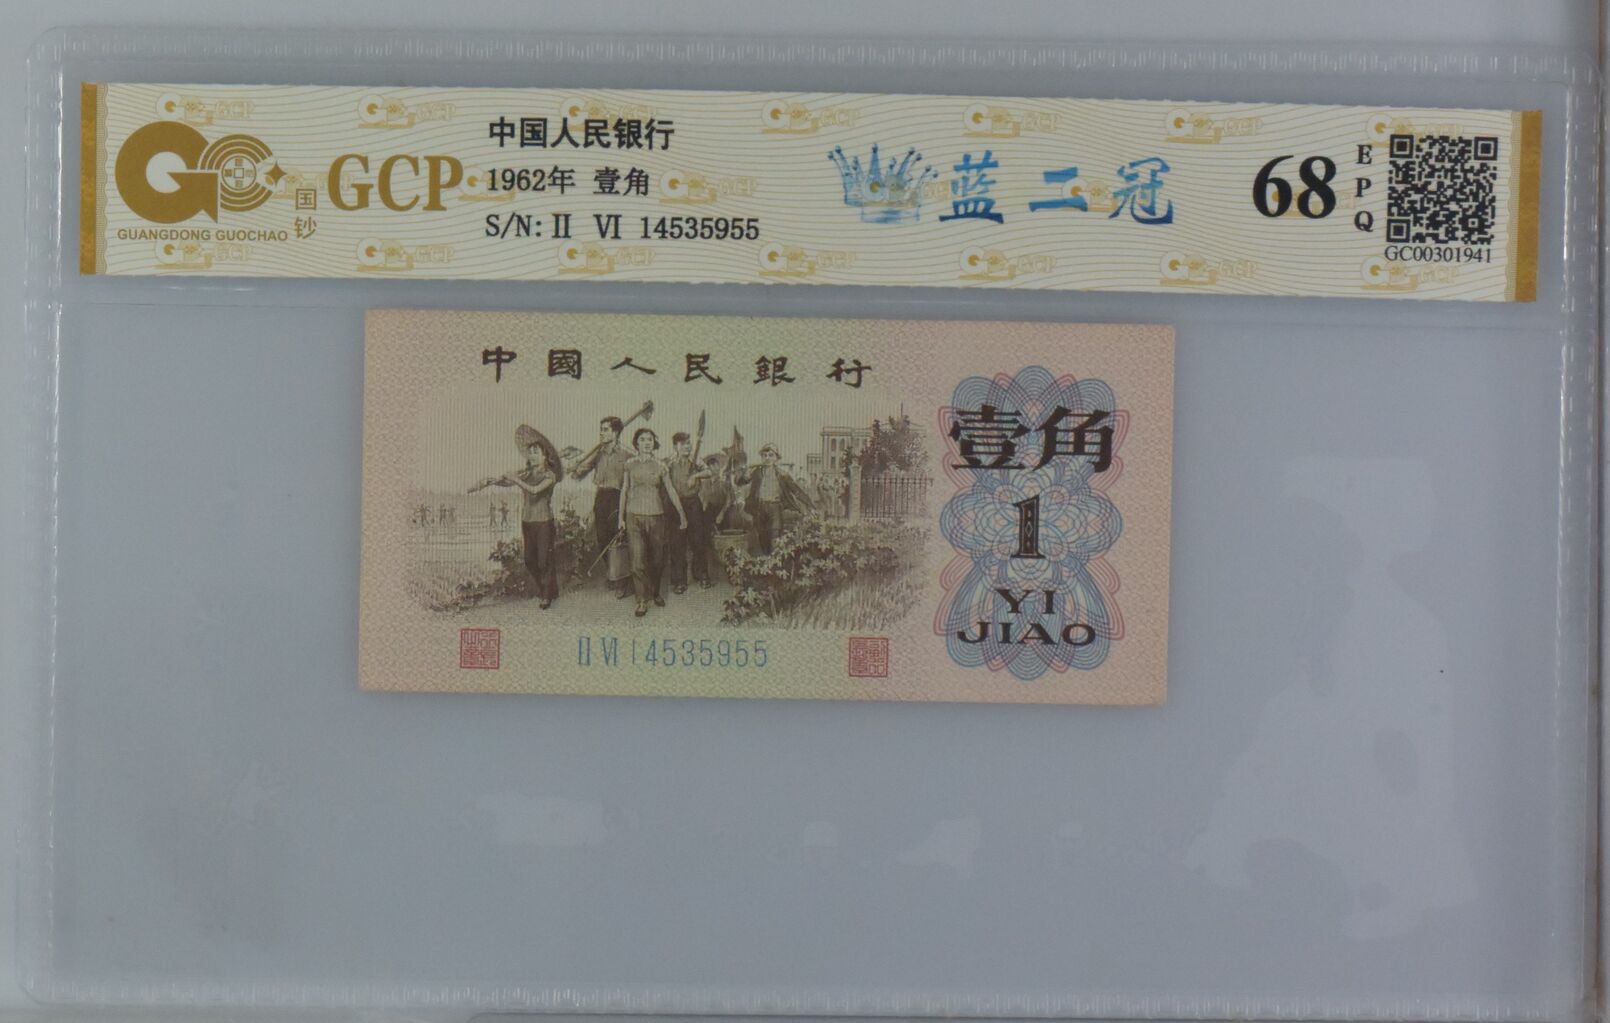 GUANGDONG GUOCHAO
国钞
GCP
中国人民银行
1962年 壹角
S/N: II VI 14535955
蓝二冠
68
EPQ
GC00301941
中國人民銀行
壹角
1
YI
JIAO
II VI 14535955